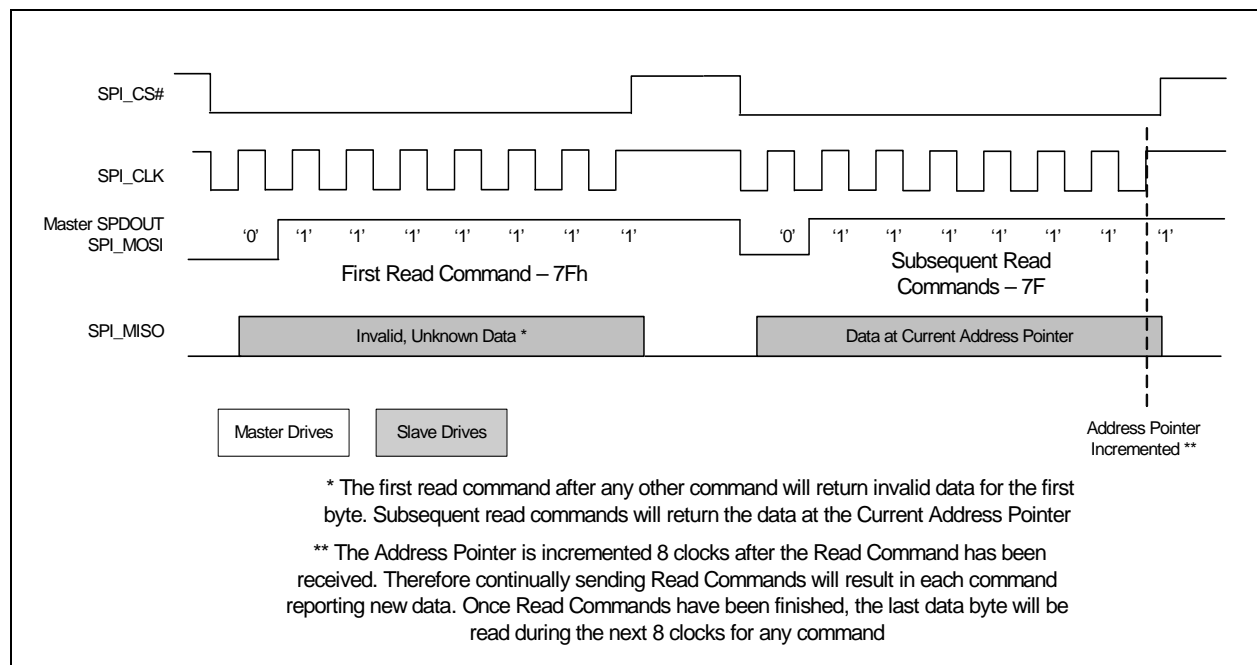 SPI_CS#
SPI_CLK
Master SPDOUT
SPI_MOSI
‘0’ ‘1’ ‘1’ ‘1’ ‘1’ ‘1’ ‘1’ ‘1’ ‘0’ ‘1’ ‘1’ ‘1’ ‘1’ ‘1’ ‘1’ ‘1’
First Read Command – 7Fh
Subsequent Read
Commands – 7F
SPI_MISO
Invalid, Unknown Data *
Data at Current Address Pointer
Master Drives
Slave Drives
Address Pointer
Incremented **
* The first read command after any other command will return invalid data for the first
byte. Subsequent read commands will return the data at the Current Address Pointer
** The Address Pointer is incremented 8 clocks after the Read Command has been
received. Therefore continually sending Read Commands will result in each command
reporting new data. Once Read Commands have been finished, the last data byte will be
read during the next 8 clocks for any command